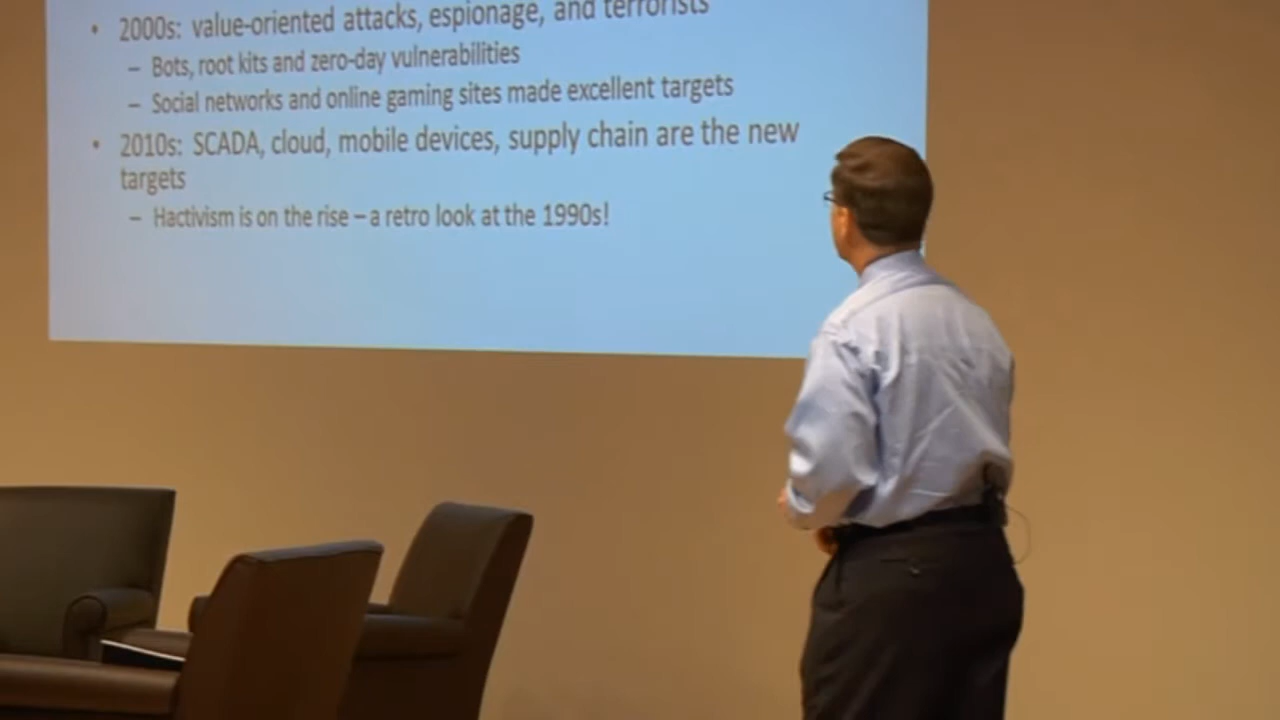 • 2000s: value-oriented attacks, espionage, and terrorists
– Bots, root kits and zero-day vulnerabilities
– Social networks and online gaming sites made excellent targets
• 2010s: SCADA, cloud, mobile devices, supply chain are the new
targets
– Hactivism is on the rise – a retro look at the 1990s!